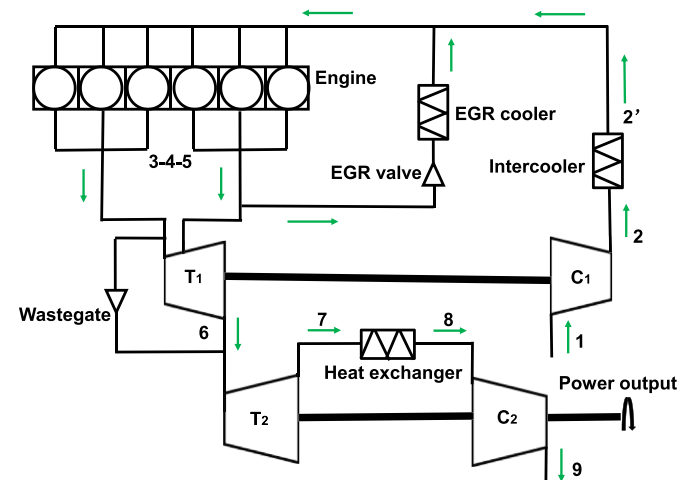 Engine
EGR cooler
2’
3-4-5
EGR valve
Intercooler
2
T1
C1
Wastegate
6
7
8
1
Heat exchanger
Power output
T2
C2
9